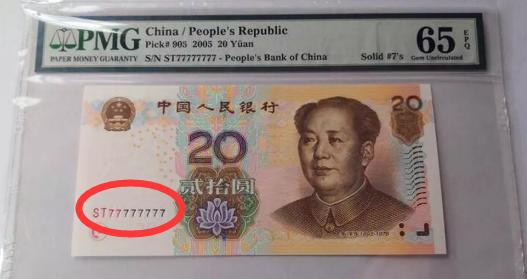 PMG
PAPER MONEY GUARANTY
China / People's Republic
Pick# 905 2005 20 Yüan
S/N ST77777777 - People's Bank of China
Solid #7's
65 EPQ
Gem Uncirculated
中国人民银行
20
20
贰拾圆
ST77777777